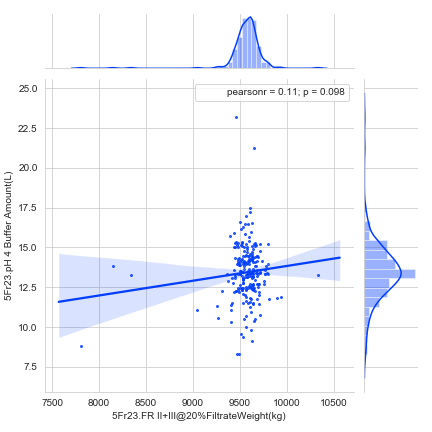 pearsonr = 0.11; p = 0.098
25.0
22.5
20.0
17.5
15.0
12.5
10.0
7.5
5Fr23.pH 4 Buffer Amount(L)
7500 8000 8500 9000 9500 10000 10500
5Fr23.FR II+III@20%FiltrateWeight(kg)